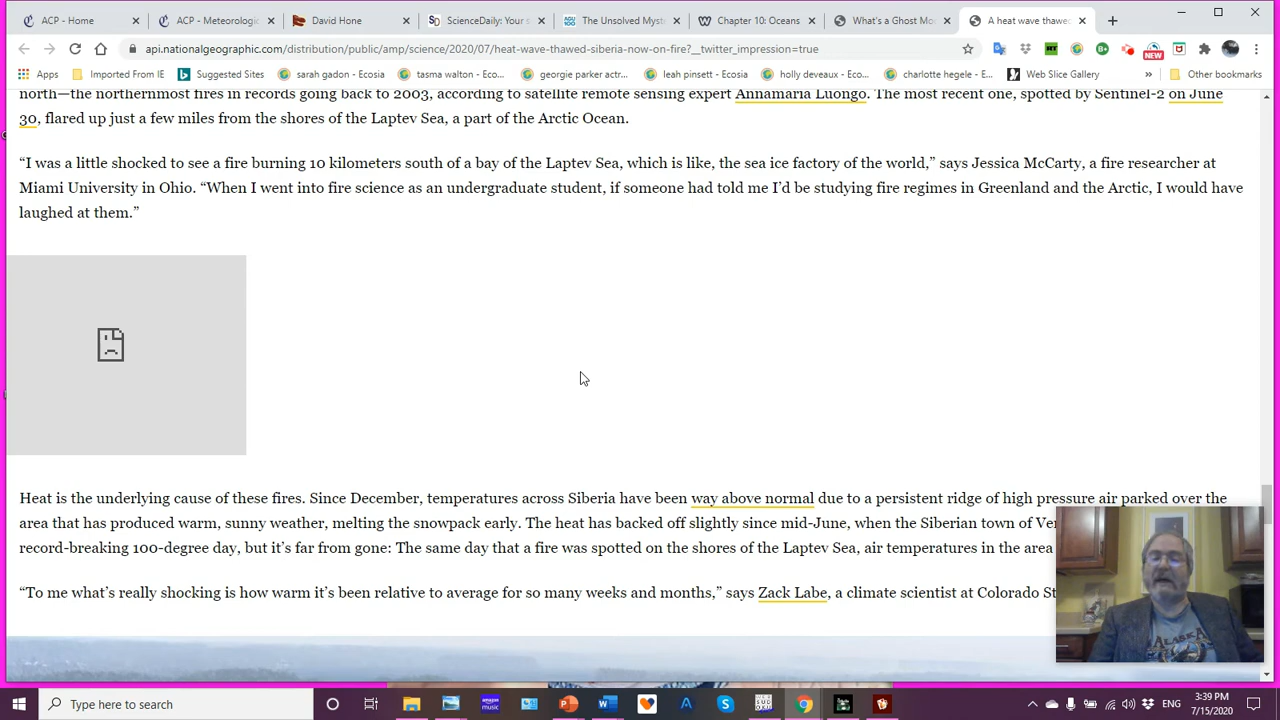 ACP - Home
ACP - Meteorologic
David Hone
ScienceDaily: Your s
The Unsolved Myst
Chapter 10: Oceans
What's a Ghost Mo
A heat wave thawed
api.nationalgeographic.com/distribution/public/amp/science/2020/07/heat-wave-thawed-siberia-now-on-fire?__twitter_impression=true
NEW
Apps
Imported From IE
Suggested Sites
sarah gadon - Ecosia
tasma walton - Eco...
georgie parker actr...
leah pinsett - Ecosia
holly deveaux - Eco...
charlotte hegele - E...
Web Slice Gallery
»
Other bookmarks
north—the northernmost fires in records going back to 2003, according to satellite remote sensing expert Annamaria Luongo. The most recent one, spotted by Sentinel-2 on June
30, flared up just a few miles from the shores of the Laptev Sea, a part of the Arctic Ocean.
“I was a little shocked to see a fire burning 10 kilometers south of a bay of the Laptev Sea, which is like, the sea ice factory of the world,” says Jessica McCarty, a fire researcher at
Miami University in Ohio. “When I went into fire science as an undergraduate student, if someone had told me I’d be studying fire regimes in Greenland and the Arctic, I would have
laughed at them.”
Heat is the underlying cause of these fires. Since December, temperatures across Siberia have been way above normal due to a persistent ridge of high pressure air parked over the
area that has produced warm, sunny weather, melting the snowpack early. The heat has backed off slightly since mid-June, when the Siberian town of Ver
record-breaking 100-degree day, but it’s far from gone: The same day that a fire was spotted on the shores of the Laptev Sea, air temperatures in the area
“To me what’s really shocking is how warm it’s been relative to average for so many weeks and months,” says Zack Labe, a climate scientist at Colorado St
ALASKA
Type here to search
ENG
3:39 PM
7/15/2020